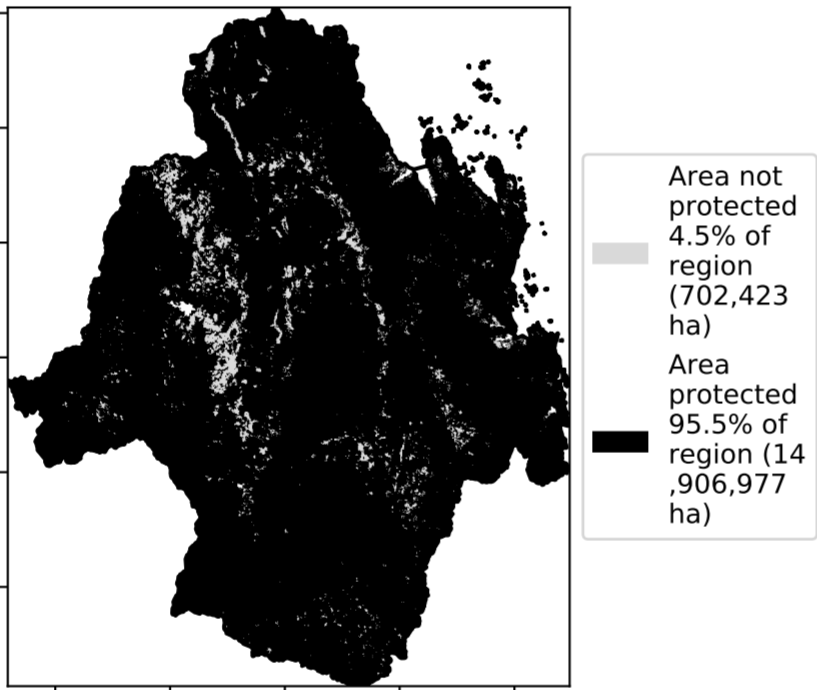 Area not
protected
4.5% of
region
(702,423
ha)
Area
protected
95.5% of
region (14
,906,977
ha)